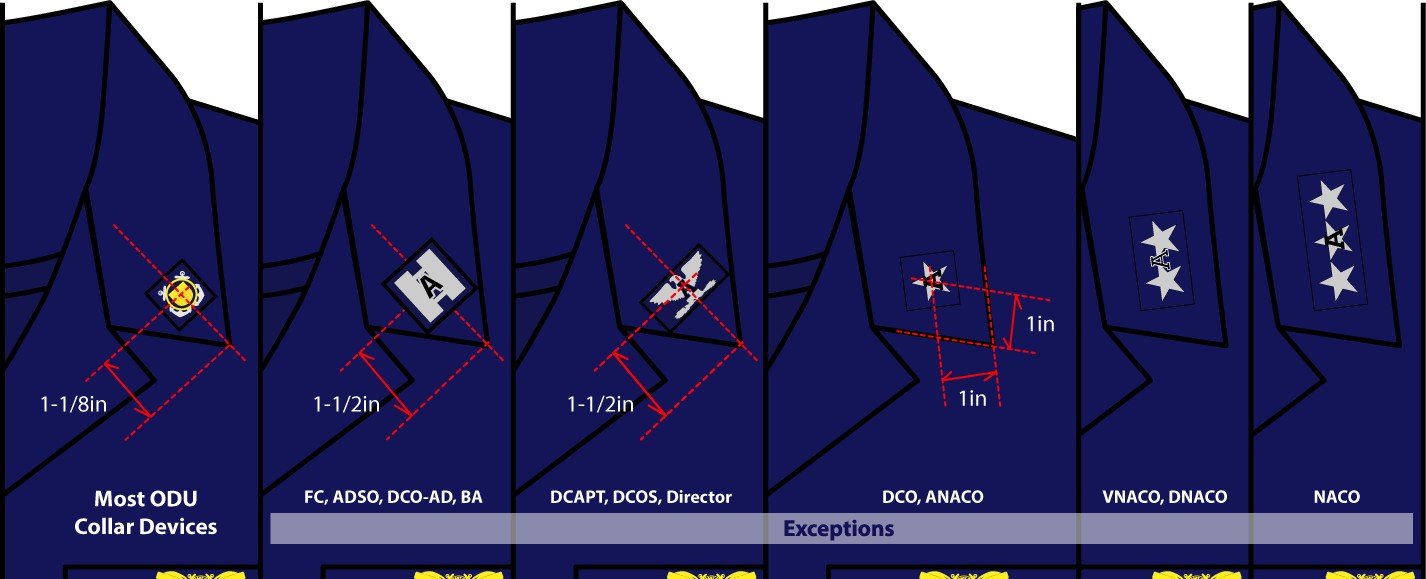 A
A
A
A
1in
1-1/8in
1-1/2in
1-1/2in
1in
Most ODU
Collar Devices
FC, ADSO, DCO-AD, BA
DCAPT, DCOS, Director
DCO, ANACO
VNACO, DNACO
NACO
Exceptions